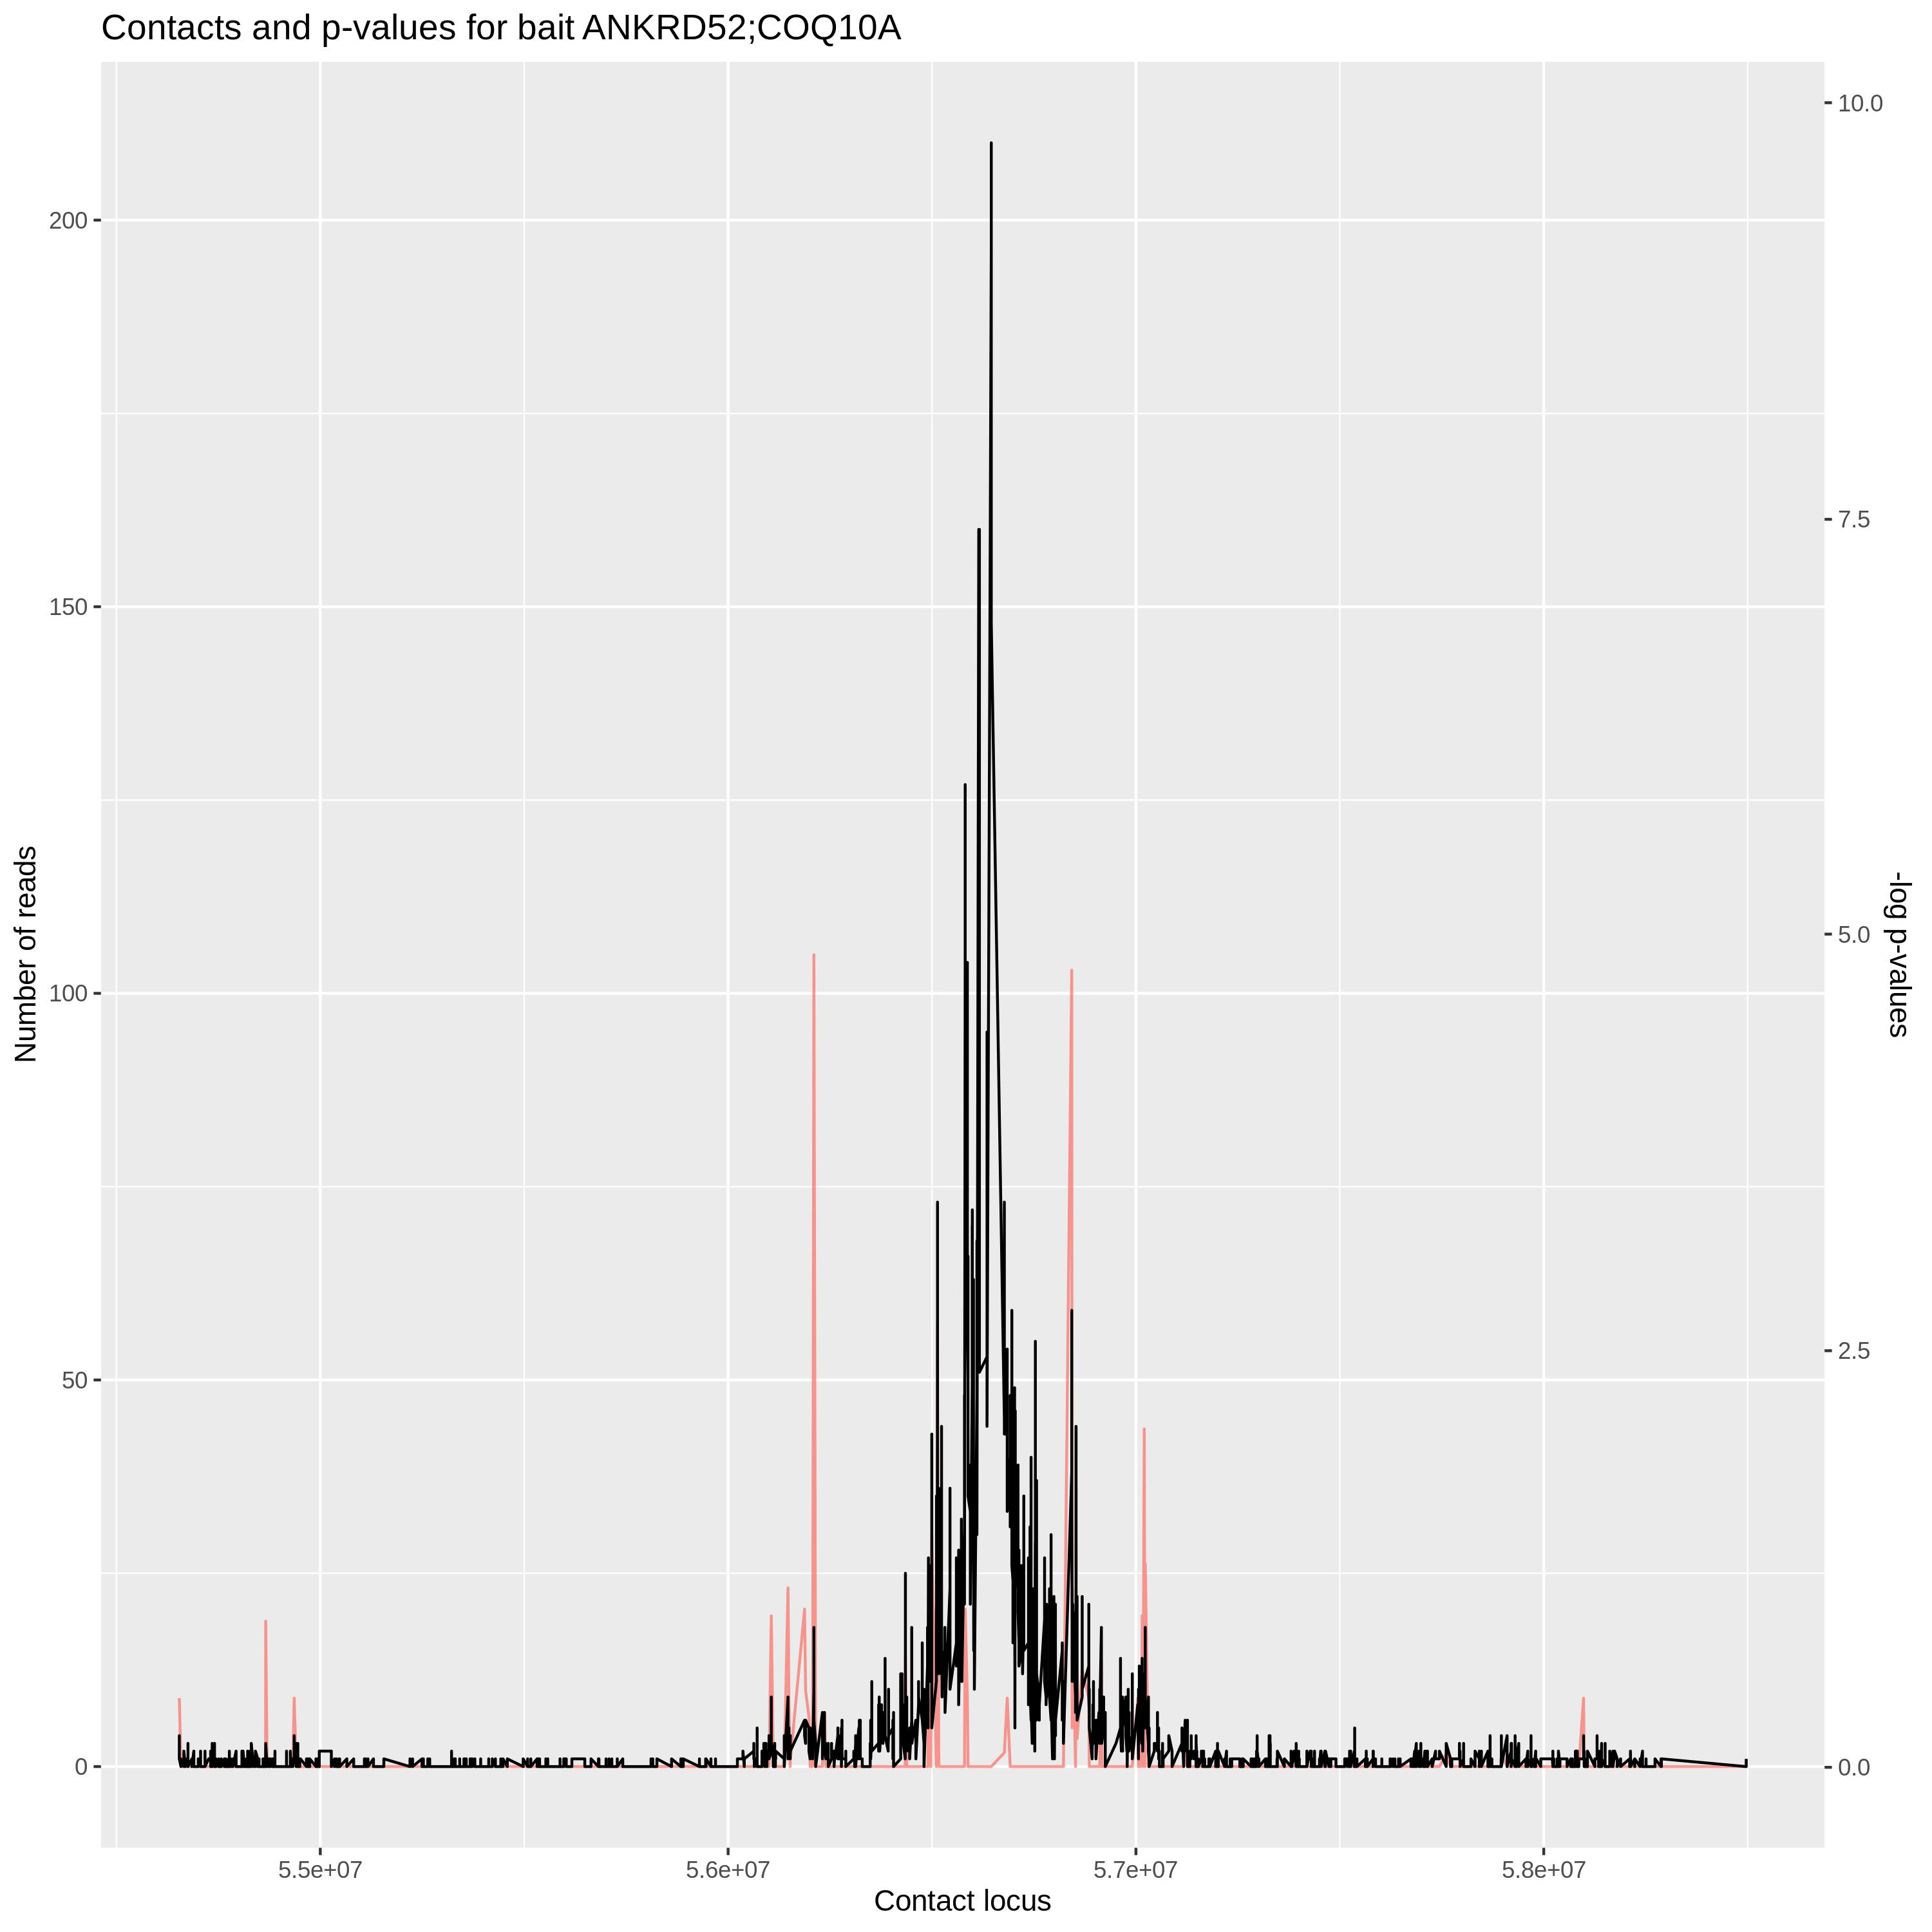 Contacts and p-values for bait ANKRD52;COQ10A
10.0
200
7.5
150
Number of reads
-log p-values
5.0
100
2.5
50
0
0.0
5.5e+07 5.6e+07 5.7e+07 5.8e+07
Contact locus